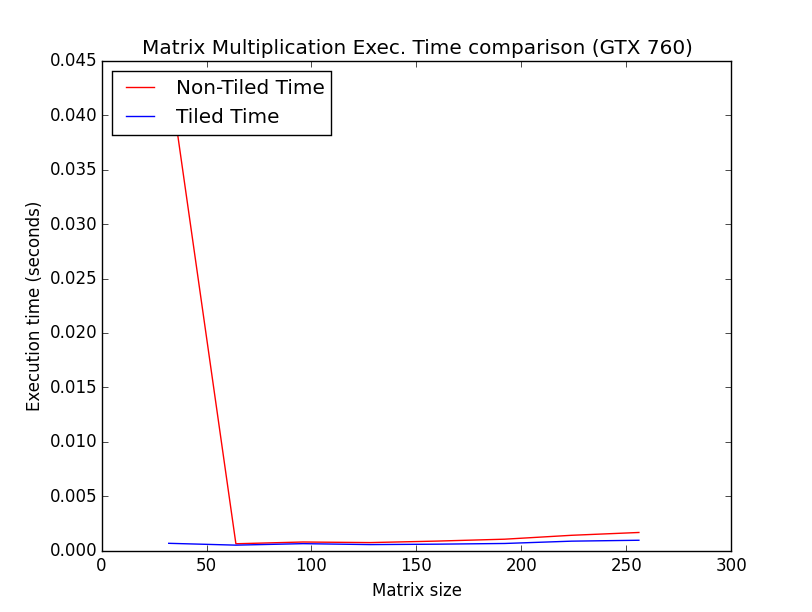 Matrix Multiplication Exec. Time comparison (GTX 760)
0.045
0.040
0.035
0.030
0.025
0.020
0.015
0.010
0.005
0.000
Execution time (seconds)
Non-Tiled Time
Tiled Time
0 50 100 150 200 250 300
Matrix size